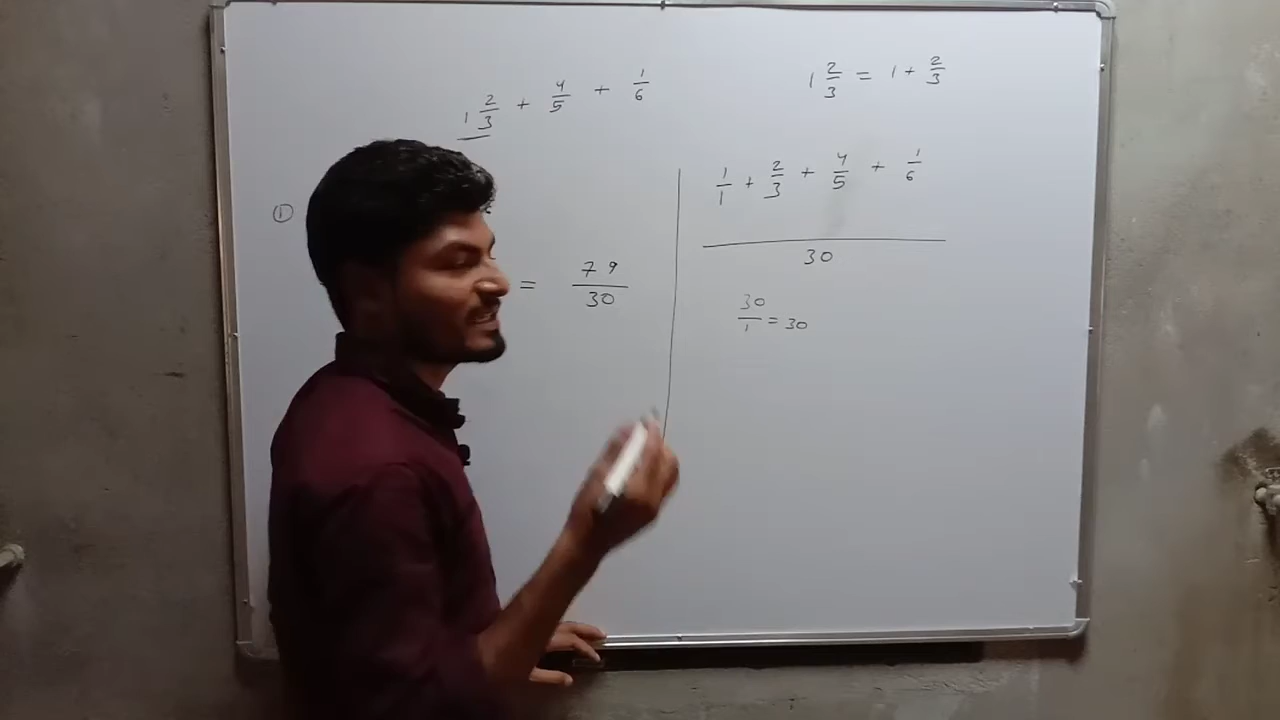 1 2/3 + 4/5 + 1/6
1 2/3 = 1 + 2/3
①
= 79/30
1/1 + 2/3 + 4/5 + 1/6
30
30/1 = 30